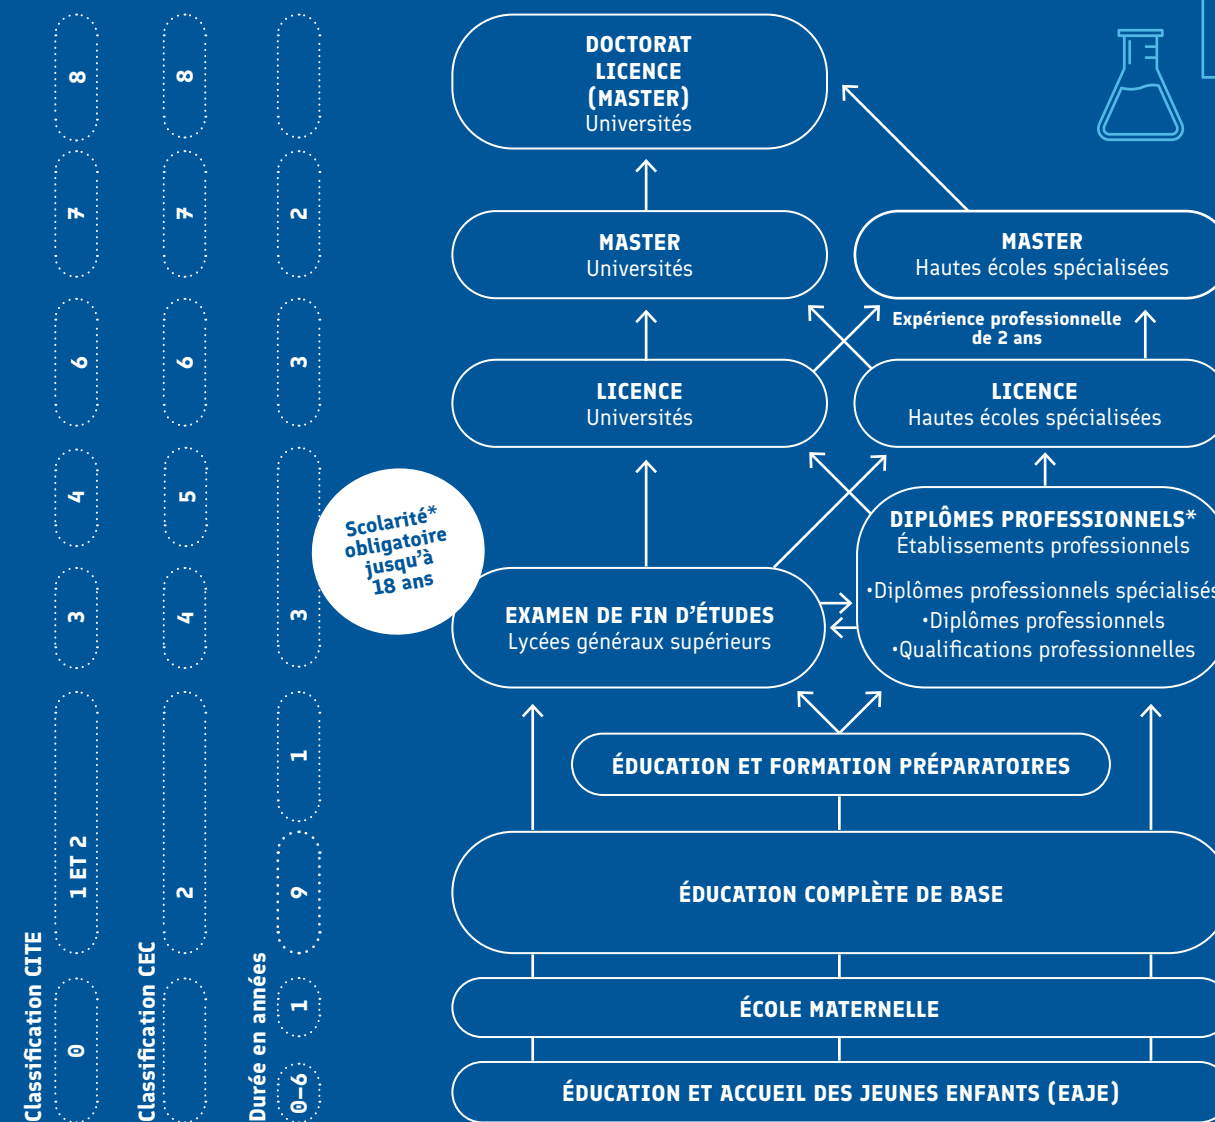 DOCTORAT
LICENCE
(MASTER)
Universités
MASTER
Universités
MASTER
Hautes écoles spécialisées
Expérience professionnelle
de 2 ans
LICENCE
Universités
LICENCE
Hautes écoles spécialisées
Scolarité*
obligatoire
jusqu'à
18 ans
EXAMEN DE FIN D'ÉTUDES
Lycées généraux supérieurs
DIPLÔMES PROFESSIONNELS*
Établissements professionnels
•Diplômes professionnels spécialisés
•Diplômes professionnels
•Qualifications professionnelles
ÉDUCATION ET FORMATION PRÉPARATOIRES
ÉDUCATION COMPLÈTE DE BASE
ÉCOLE MATERNELLE
ÉDUCATION ET ACCUEIL DES JEUNES ENFANTS (EAJE)
Classification CITE
0
1 ET 2
3
4
6
7
8
Classification CEC
2
4
5
6
7
8
Durée en années
0–6
1
9
1
3
3
2